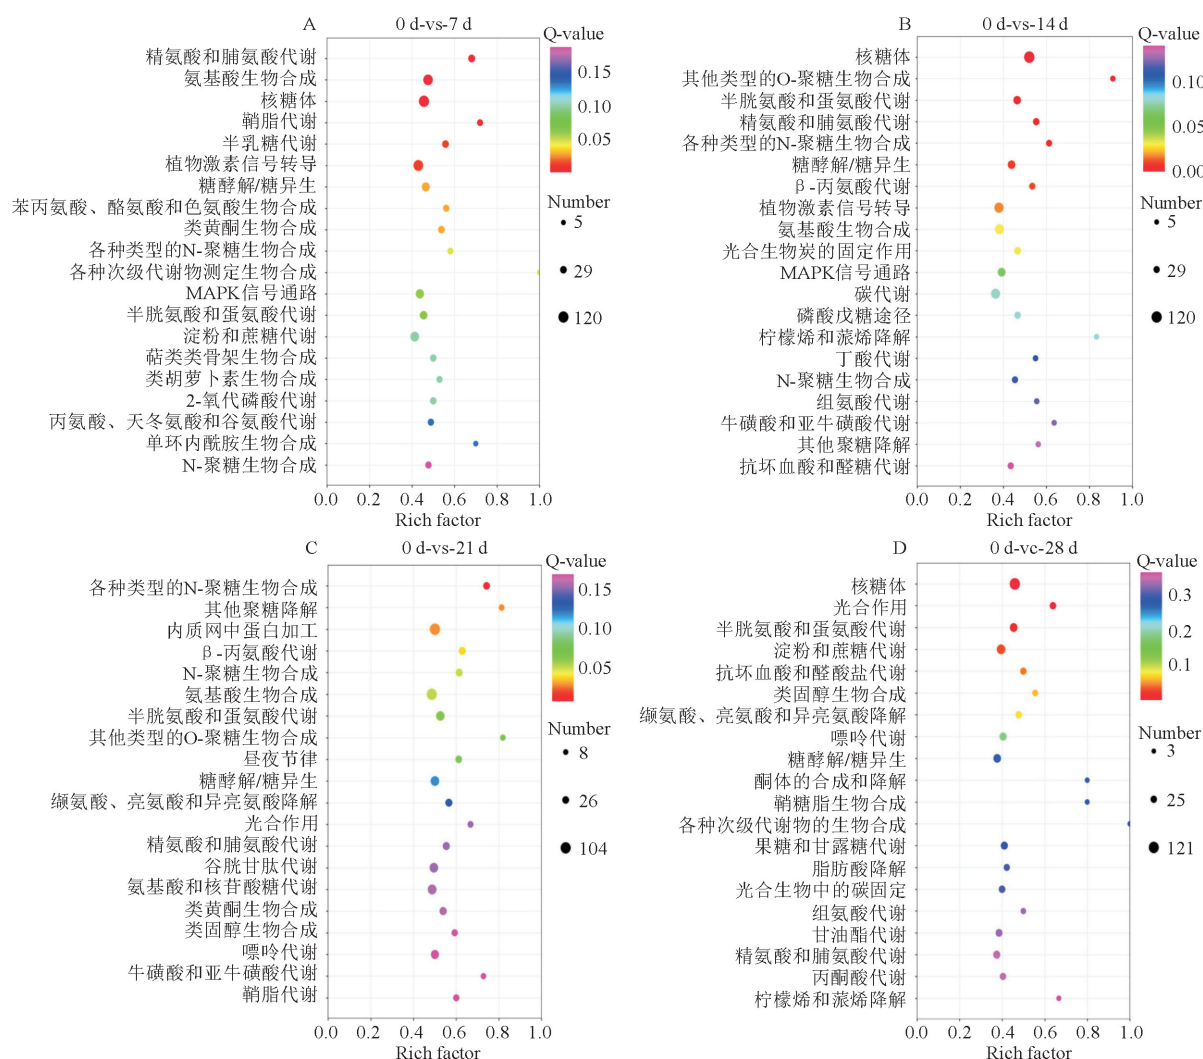 A
0 d-vs-7 d
Q-value
精氨酸和脯氨酸代谢
氨基酸生物合成
核糖体
鞘脂代谢
半乳糖代谢
植物激素信号转导
糖酵解/糖异生
苯丙氨酸、酪氨酸和色氨酸生物合成
类黄酮生物合成
各种类型的N-聚糖生物合成
各种次级代谢物测定生物合成
MAPK信号通路
半胱氨酸和蛋氨酸代谢
淀粉和蔗糖代谢
萜类类骨架生物合成
类胡萝卜素生物合成
2-氧代磷酸代谢
丙氨酸、天冬氨酸和谷氨酸代谢
单环内酰胺生物合成
N-聚糖生物合成
0.15
0.10
0.05
Number
5
29
120
0.0 0.2 0.4 0.6 0.8 1.0
Rich factor
B
0 d-vs-14 d
Q-value
核糖体
其他类型的O-聚糖生物合成
半胱氨酸和蛋氨酸代谢
精氨酸和脯氨酸代谢
各种类型的N-聚糖生物合成
糖酵解/糖异生
β-丙氨酸代谢
植物激素信号转导
氨基酸生物合成
光合生物炭的固定作用
MAPK信号通路
碳代谢
磷酸戊糖途径
柠檬烯和蒎烯降解
丁酸代谢
N-聚糖生物合成
组氨酸代谢
牛磺酸和亚牛磺酸代谢
其他聚糖降解
抗坏血酸和醛糖代谢
0.10
0.05
0.00
Number
5
29
120
0.0 0.2 0.4 0.6 0.8 1.0
Rich factor
C
0 d-vs-21 d
Q-value
各种类型的N-聚糖生物合成
其他聚糖降解
内质网中蛋白加工
β-丙氨酸代谢
N-聚糖生物合成
氨基酸生物合成
半胱氨酸和蛋氨酸代谢
其他类型的O-聚糖生物合成
昼夜节律
糖酵解/糖异生
缬氨酸、亮氨酸和异亮氨酸降解
光合作用
精氨酸和脯氨酸代谢
谷胱甘肽代谢
氨基酸和核苷酸糖代谢
类黄酮生物合成
类固醇生物合成
嘌呤代谢
牛磺酸和亚牛磺酸代谢
鞘脂代谢
0.15
0.10
0.05
Number
8
26
104
0.0 0.2 0.4 0.6 0.8 1.0
Rich factor
D
0 d-vc-28 d
Q-value
核糖体
光合作用
半胱氨酸和蛋氨酸代谢
淀粉和蔗糖代谢
抗坏血酸和醛酸盐代谢
类固醇生物合成
缬氨酸、亮氨酸和异亮氨酸降解
嘌呤代谢
糖酵解/糖异生
酮体的合成和降解
鞘糖脂生物合成
各种次级代谢物的生物合成
果糖和甘露糖代谢
脂肪酸降解
光合生物中的碳固定
组氨酸代谢
甘油酯代谢
精氨酸和脯氨酸代谢
丙酮酸代谢
柠檬烯和蒎烯降解
0.3
0.2
0.1
Number
3
25
121
0.0 0.2 0.4 0.6 0.8 1.0
Rich factor